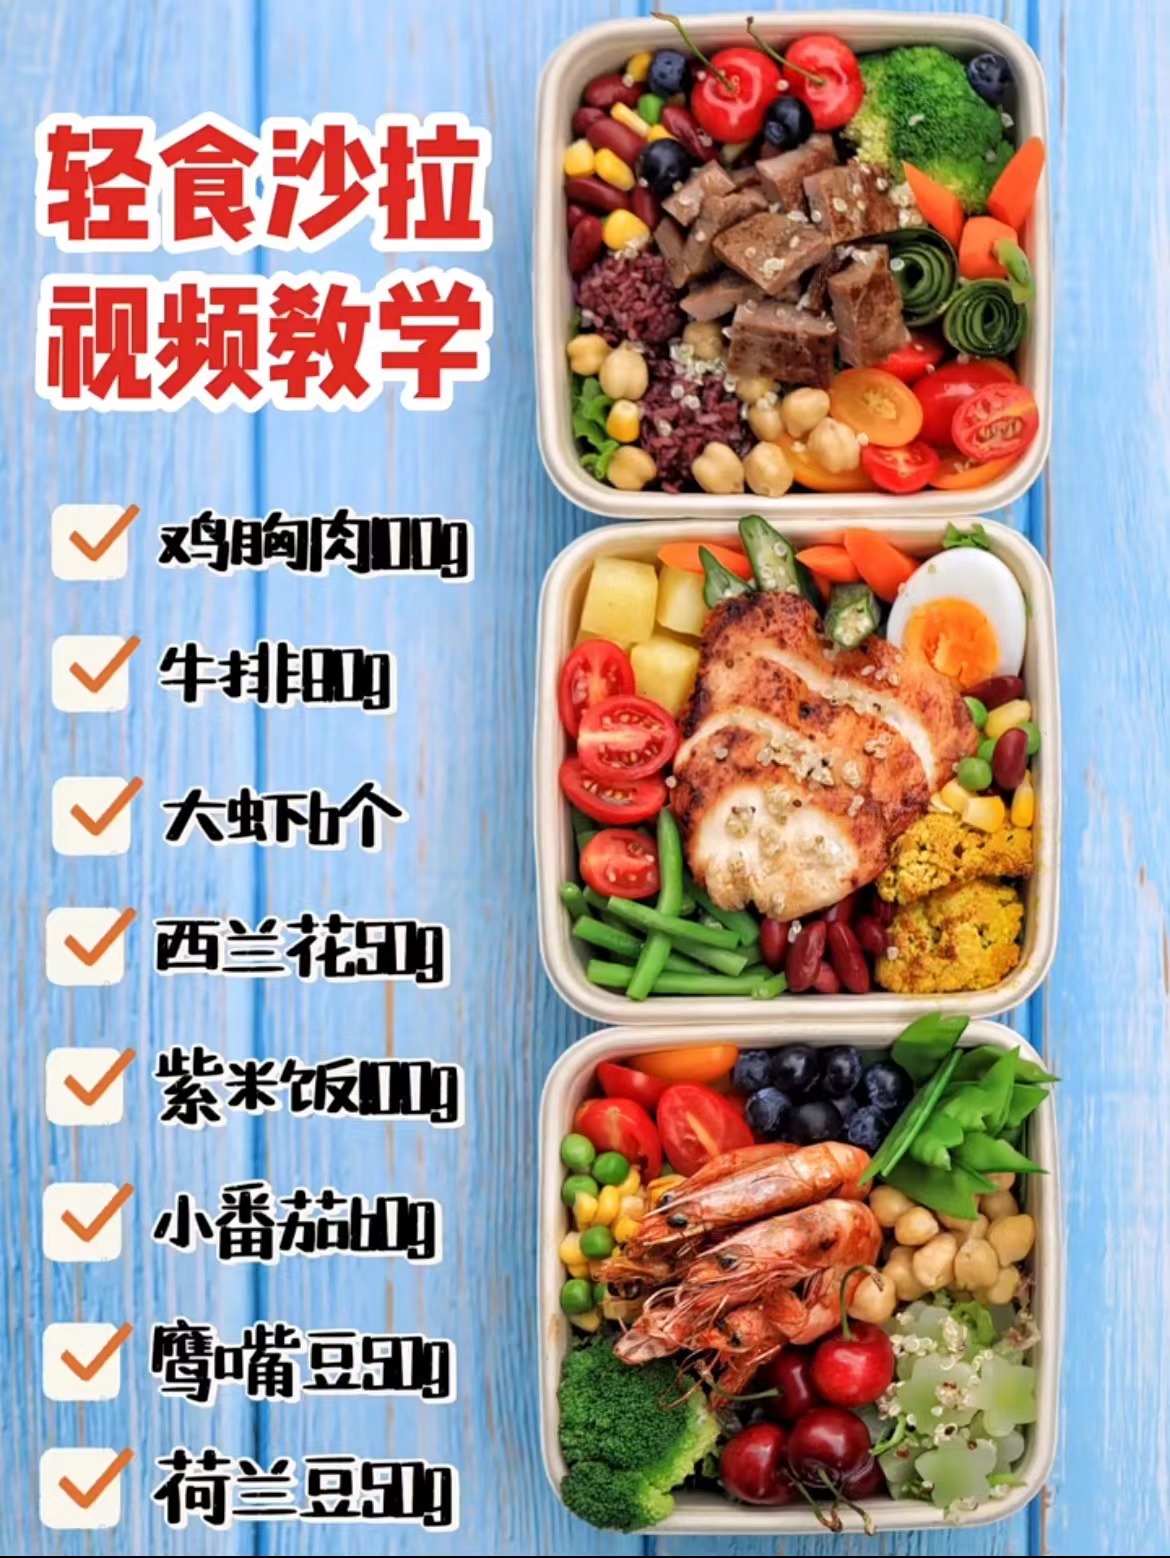 轻食沙拉
视频教学
鸡胸肉100g
牛排80g
大虾6个
西兰花50g
紫米饭100g
小番茄60g
鹰嘴豆50g
荷兰豆50g